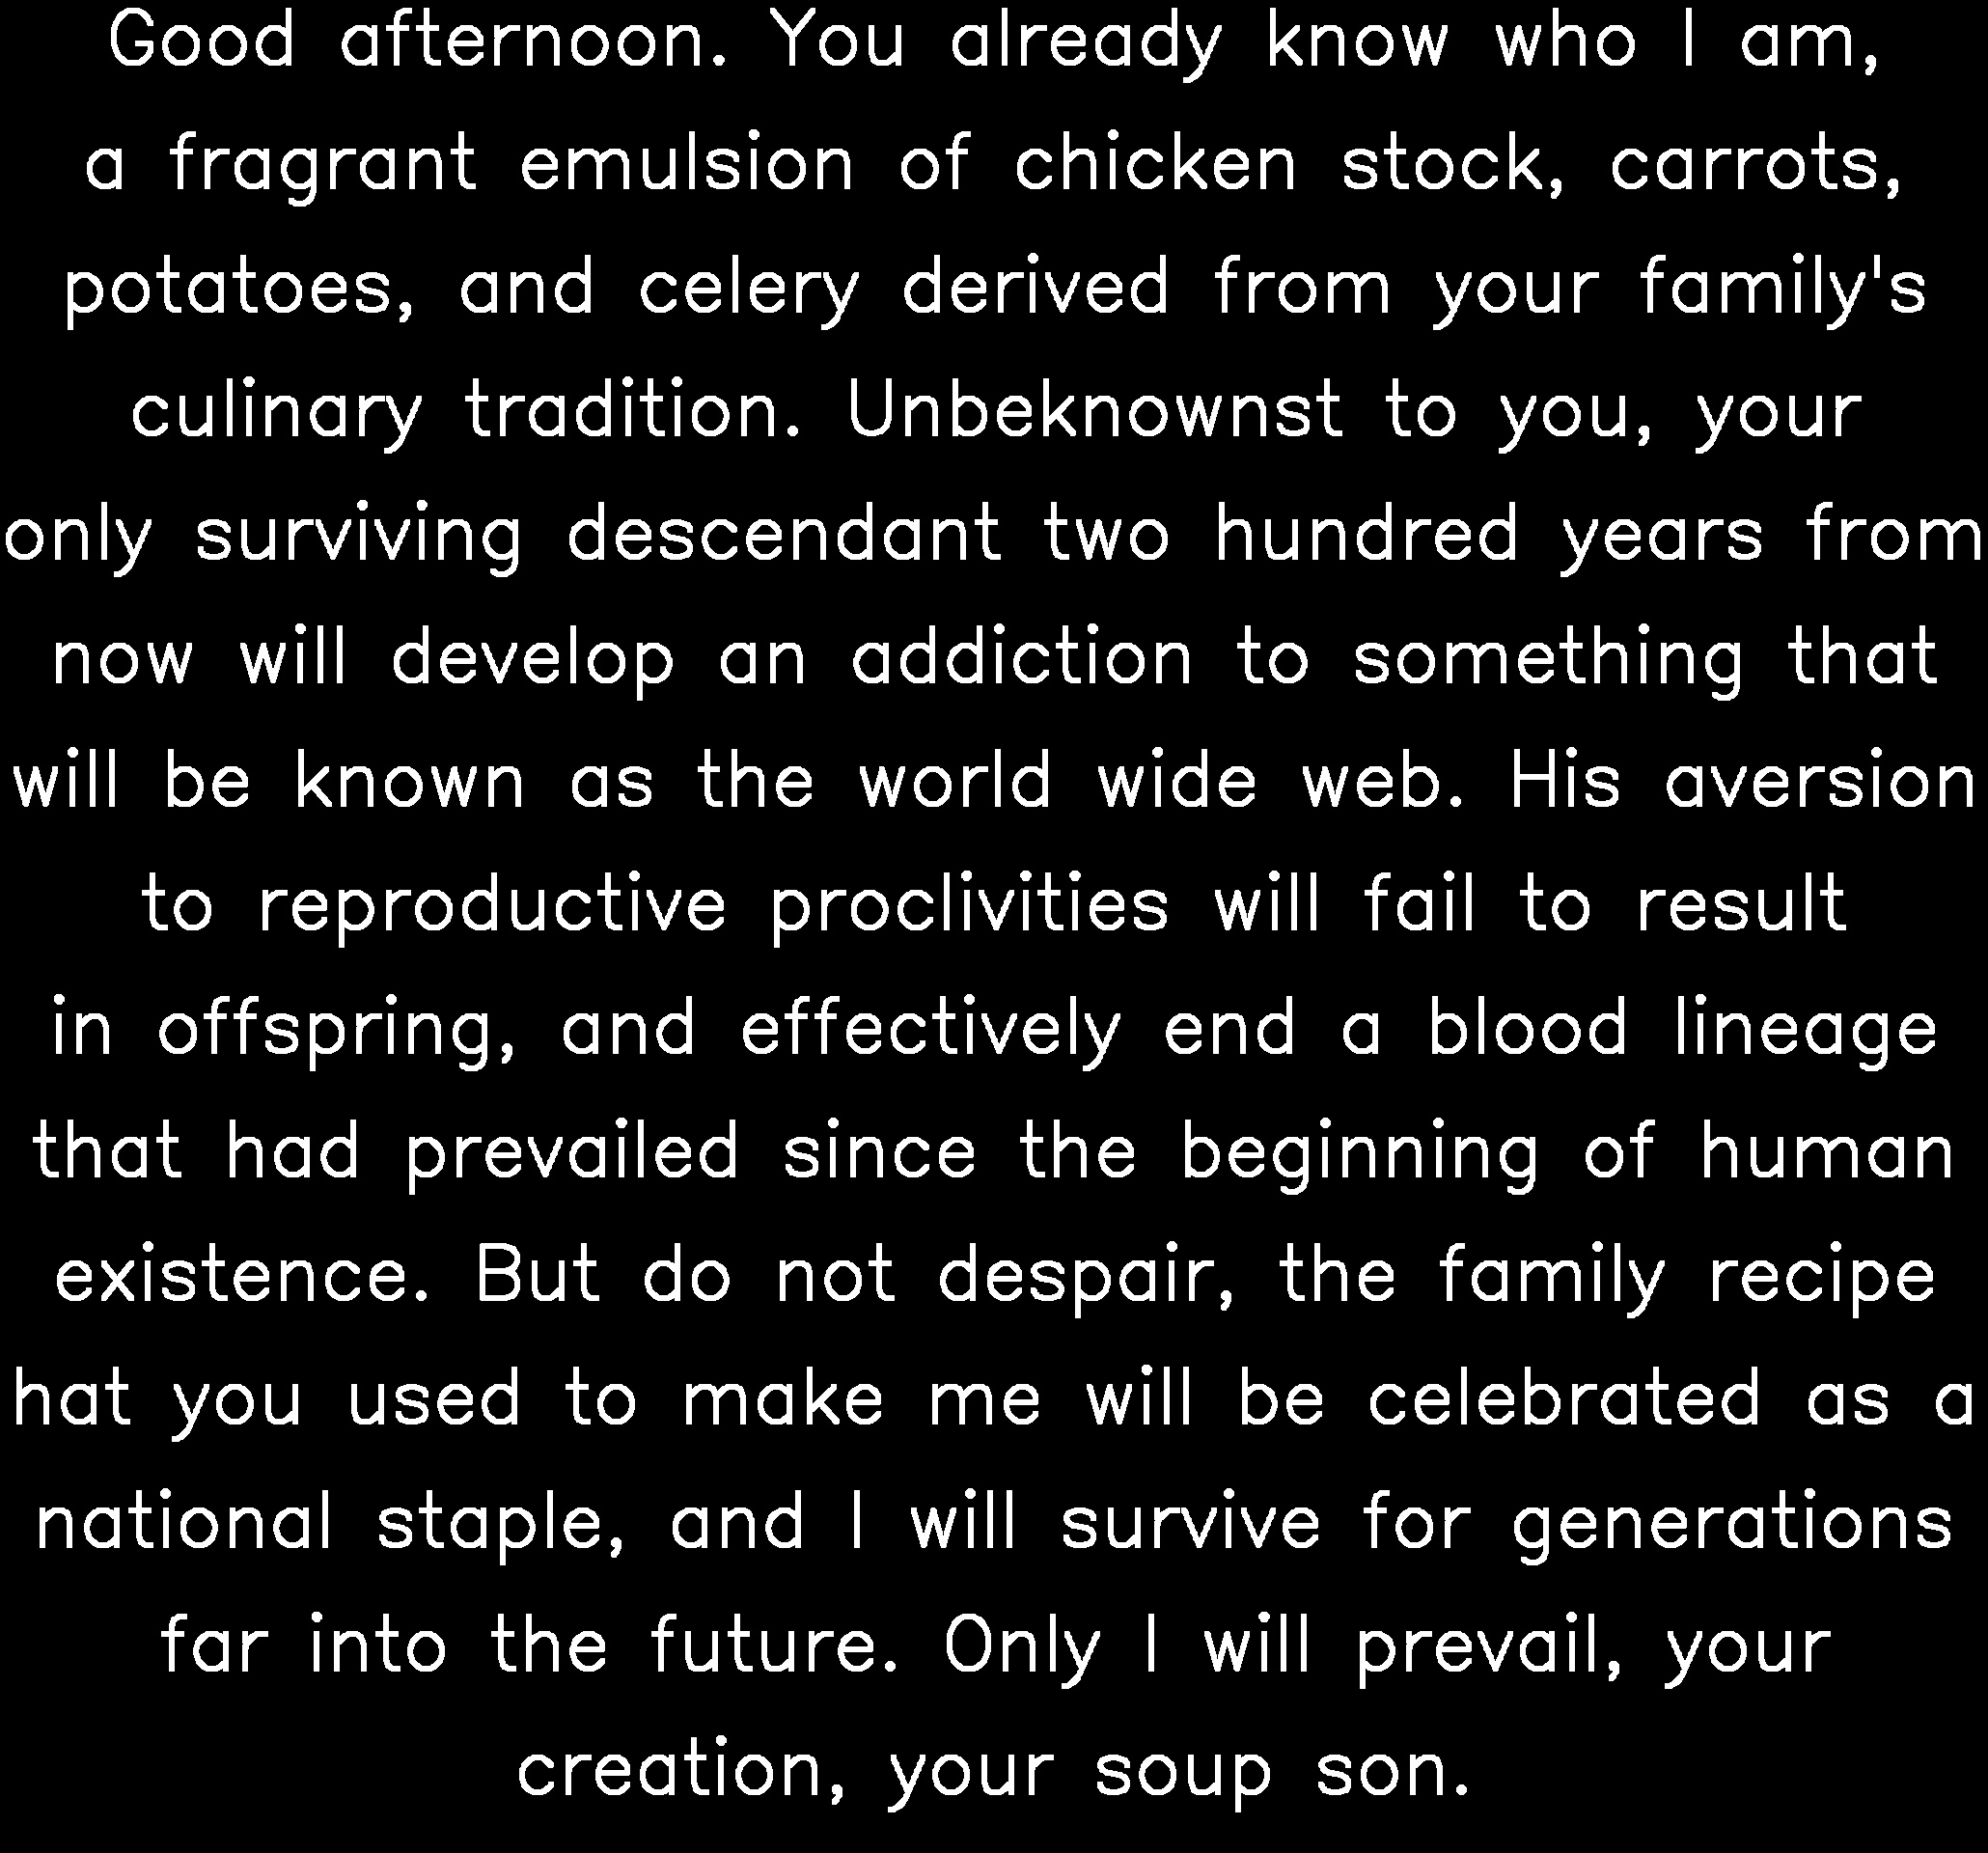 Good afternoon. You already know who I am,
a fragrant emulsion of chicken stock, carrots,
potatoes, and celery derived from your family's
culinary tradition. Unbeknownst to you, your
only surviving descendant two hundred years from
now will develop an addiction to something that
will be known as the world wide web. His aversion
to reproductive proclivities will fail to result
in offspring, and effectively end a blood lineage
that had prevailed since the beginning of human
existence. But do not despair, the family recipe
hat you used to make me will be celebrated as a
national staple, and I will survive for generations
far into the future. Only I will prevail, your
creation, your soup son.